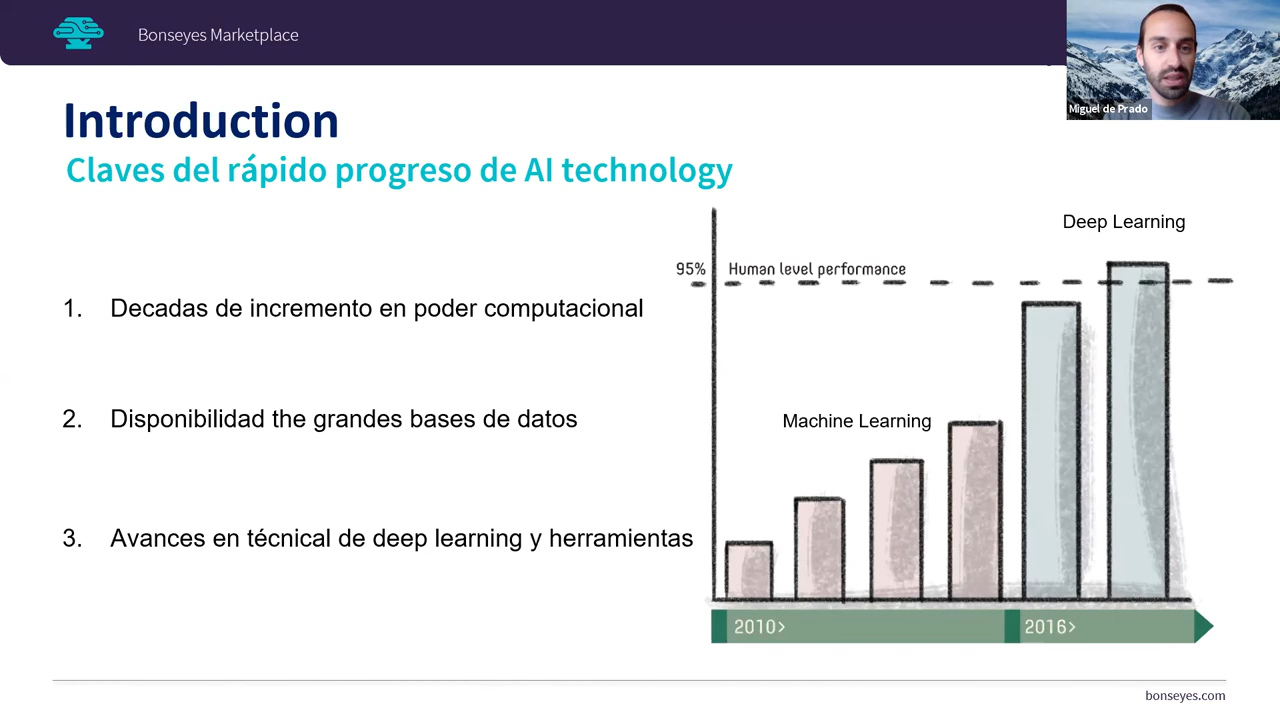 Bonseyes Marketplace
Miguel de Prado
Introduction
Claves del rápido progreso de AI technology
1. Decadas de incremento en poder computacional
2. Disponibilidad the grandes bases de datos
3. Avances en técnical de deep learning y herramientas
Deep Learning
95% Human level performance
Machine Learning
2010>
2016>
bonseyes.com